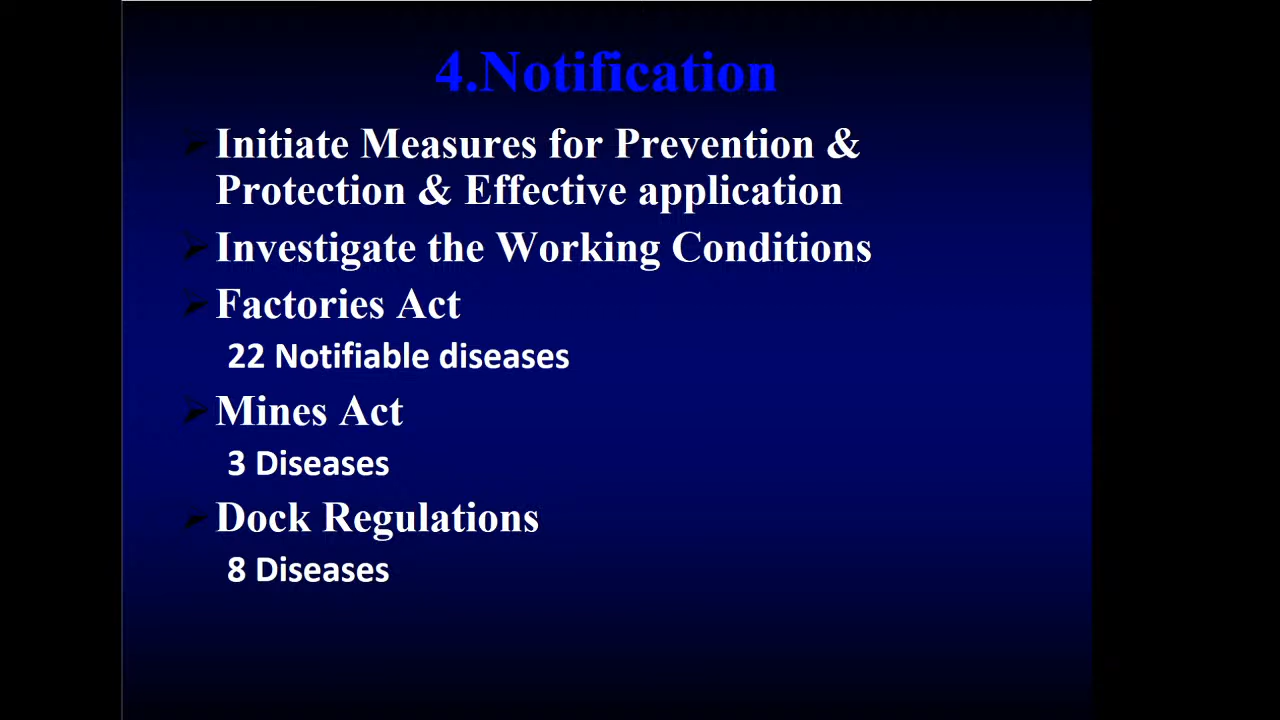 4.Notification
Initiate Measures for Prevention &
Protection & Effective application
Investigate the Working Conditions
Factories Act
22 Notifiable diseases
Mines Act
3 Diseases
Dock Regulations
8 Diseases